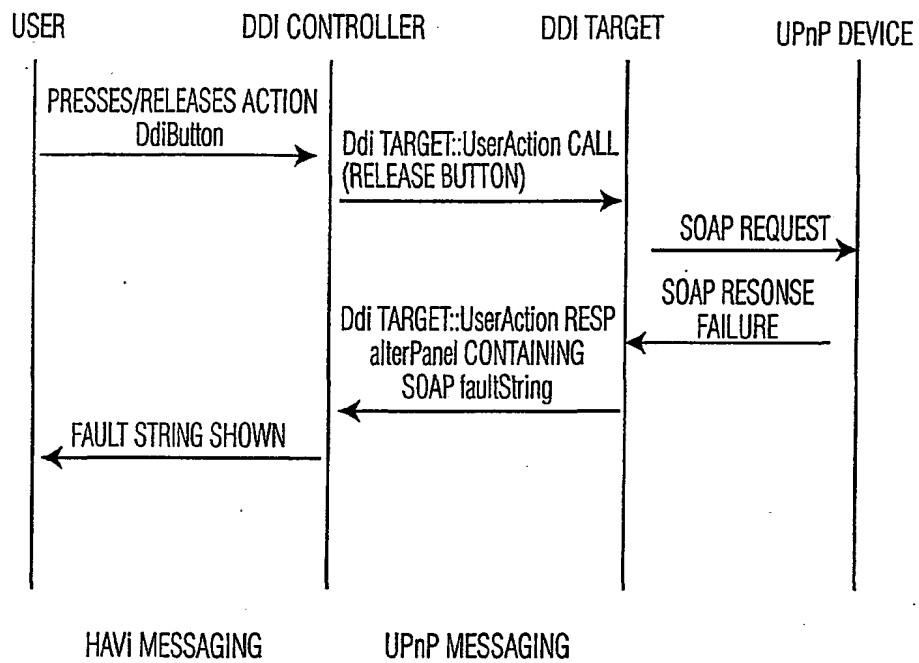 USER
DDI CONTROLLER
DDI TARGET
UPnP DEVICE
PRESSES/RELEASES ACTION
DdiButton
Ddi TARGET::UserAction CALL
(RELEASE BUTTON)
SOAP REQUEST
SOAP RESONSE
FAILURE
Ddi TARGET::UserAction RESP
alterPanel CONTAINING
SOAP faultString
FAULT STRING SHOWN
HAVi MESSAGING
UPnP MESSAGING